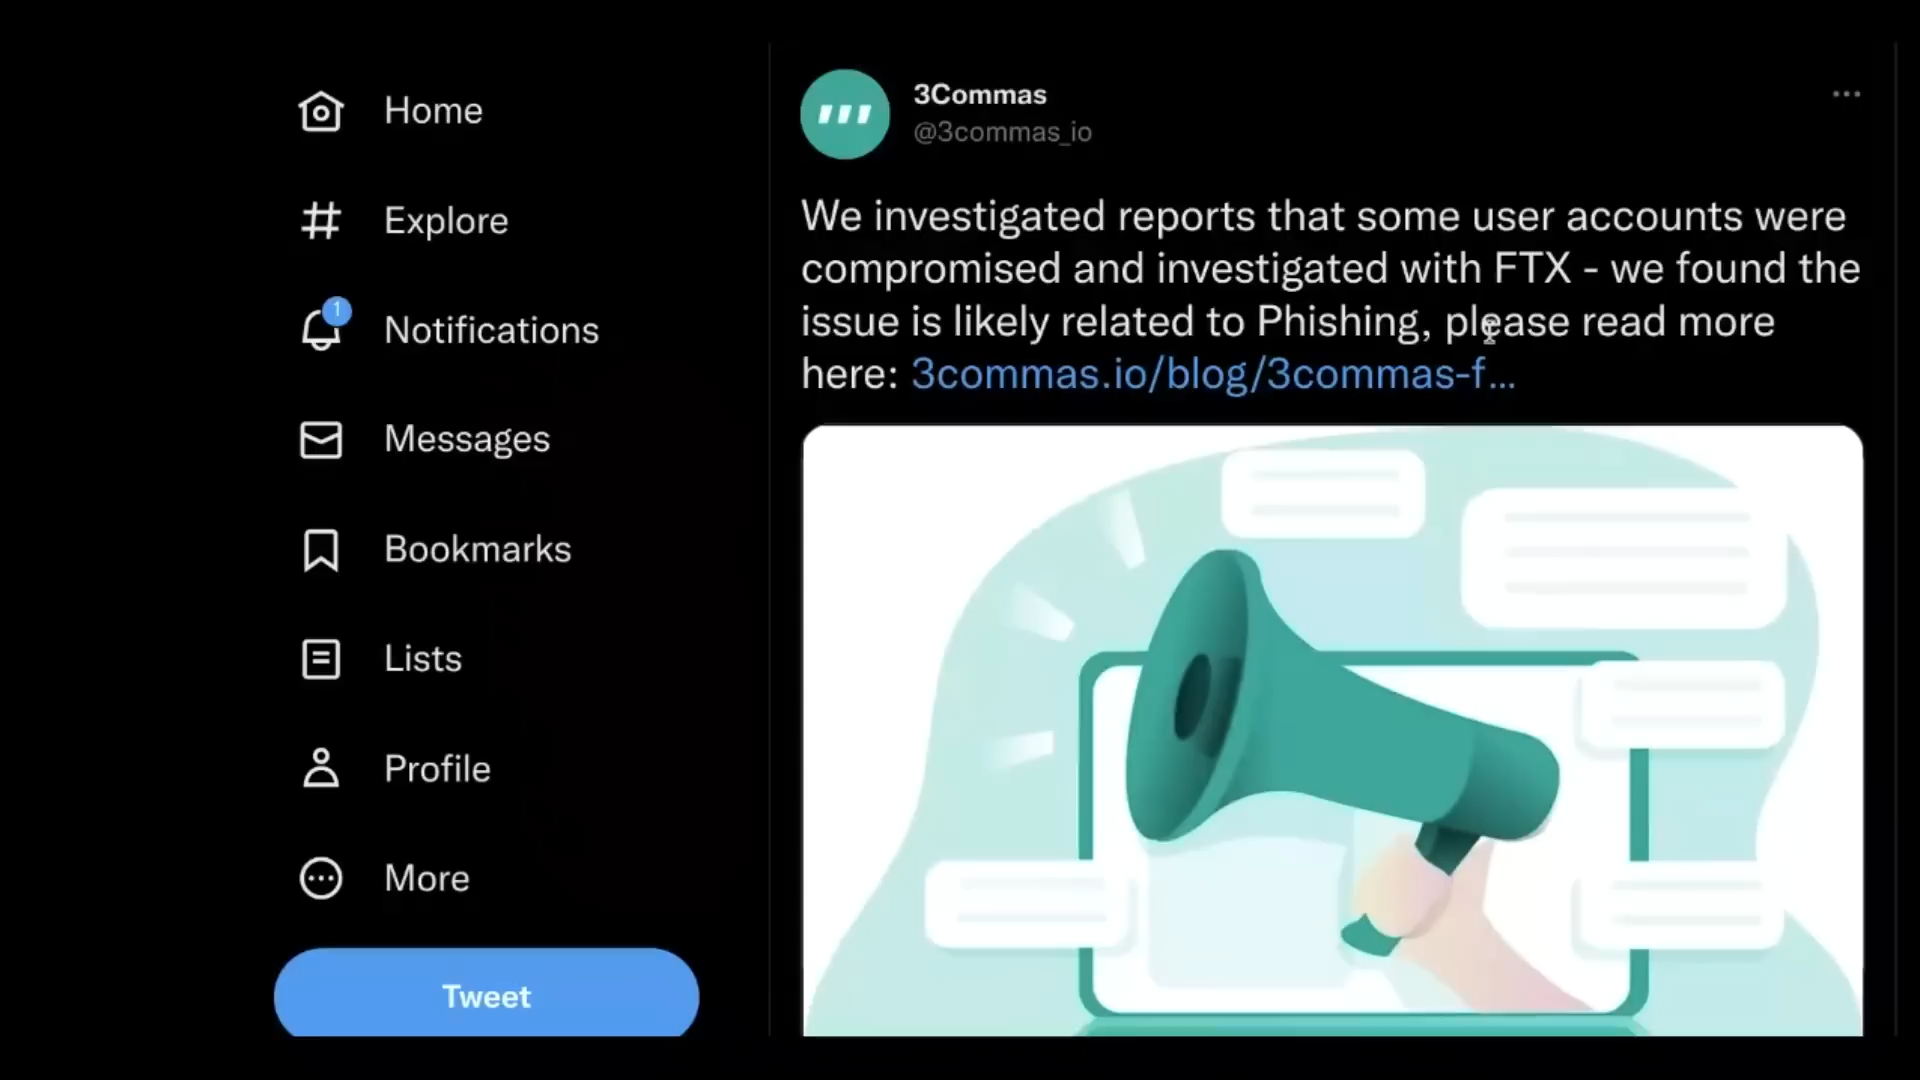 Home
Explore
1
Notifications
Messages
Bookmarks
Lists
Profile
More
Tweet
3Commas
@3commas_io
We investigated reports that some user accounts were
compromised and investigated with FTX - we found the
issue is likely related to Phishing, please read more
here: 3commas.io/blog/3commas-f...